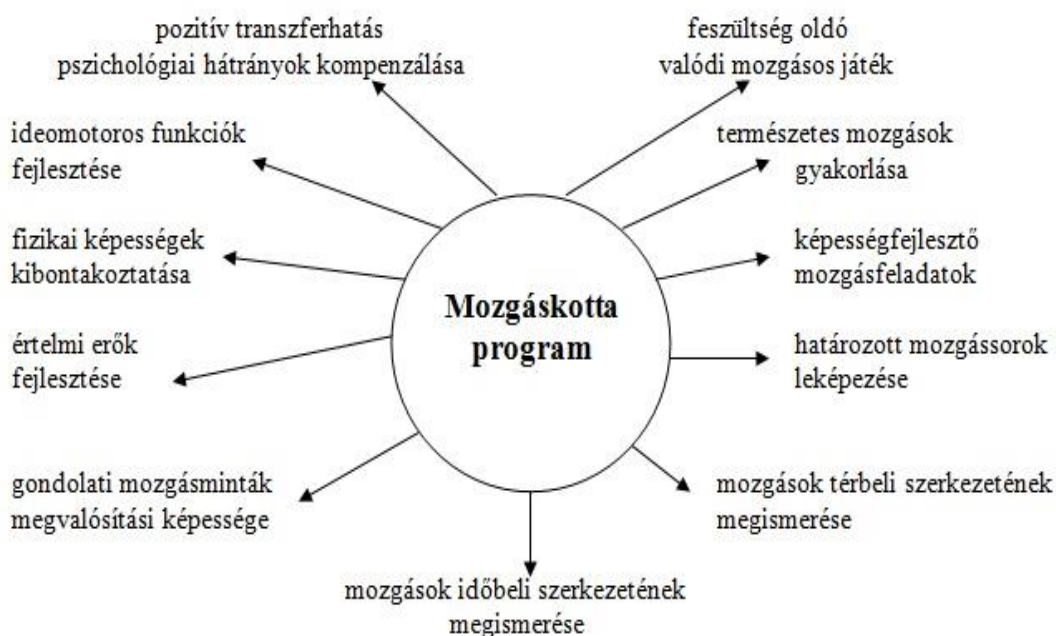 pozitív transzferhatás
pszichológiai hátrányok kompenzálása
feszültség oldó
valódi mozgásos játék
ideomotoros funkciók
fejlesztése
természetes mozgások
gyakorlása
fizikai képességek
kibontakoztatása
képességfejlesztő
mozgásfeladatok
Mozgáskotta
program
értelmi erők
fejlesztése
határozott mozgássorok
leképezése
gondolati mozgásminták
megvalósítási képessége
mozgások térbeli szerkezetének
megismerése
mozgások időbeli szerkezetének
megismerése